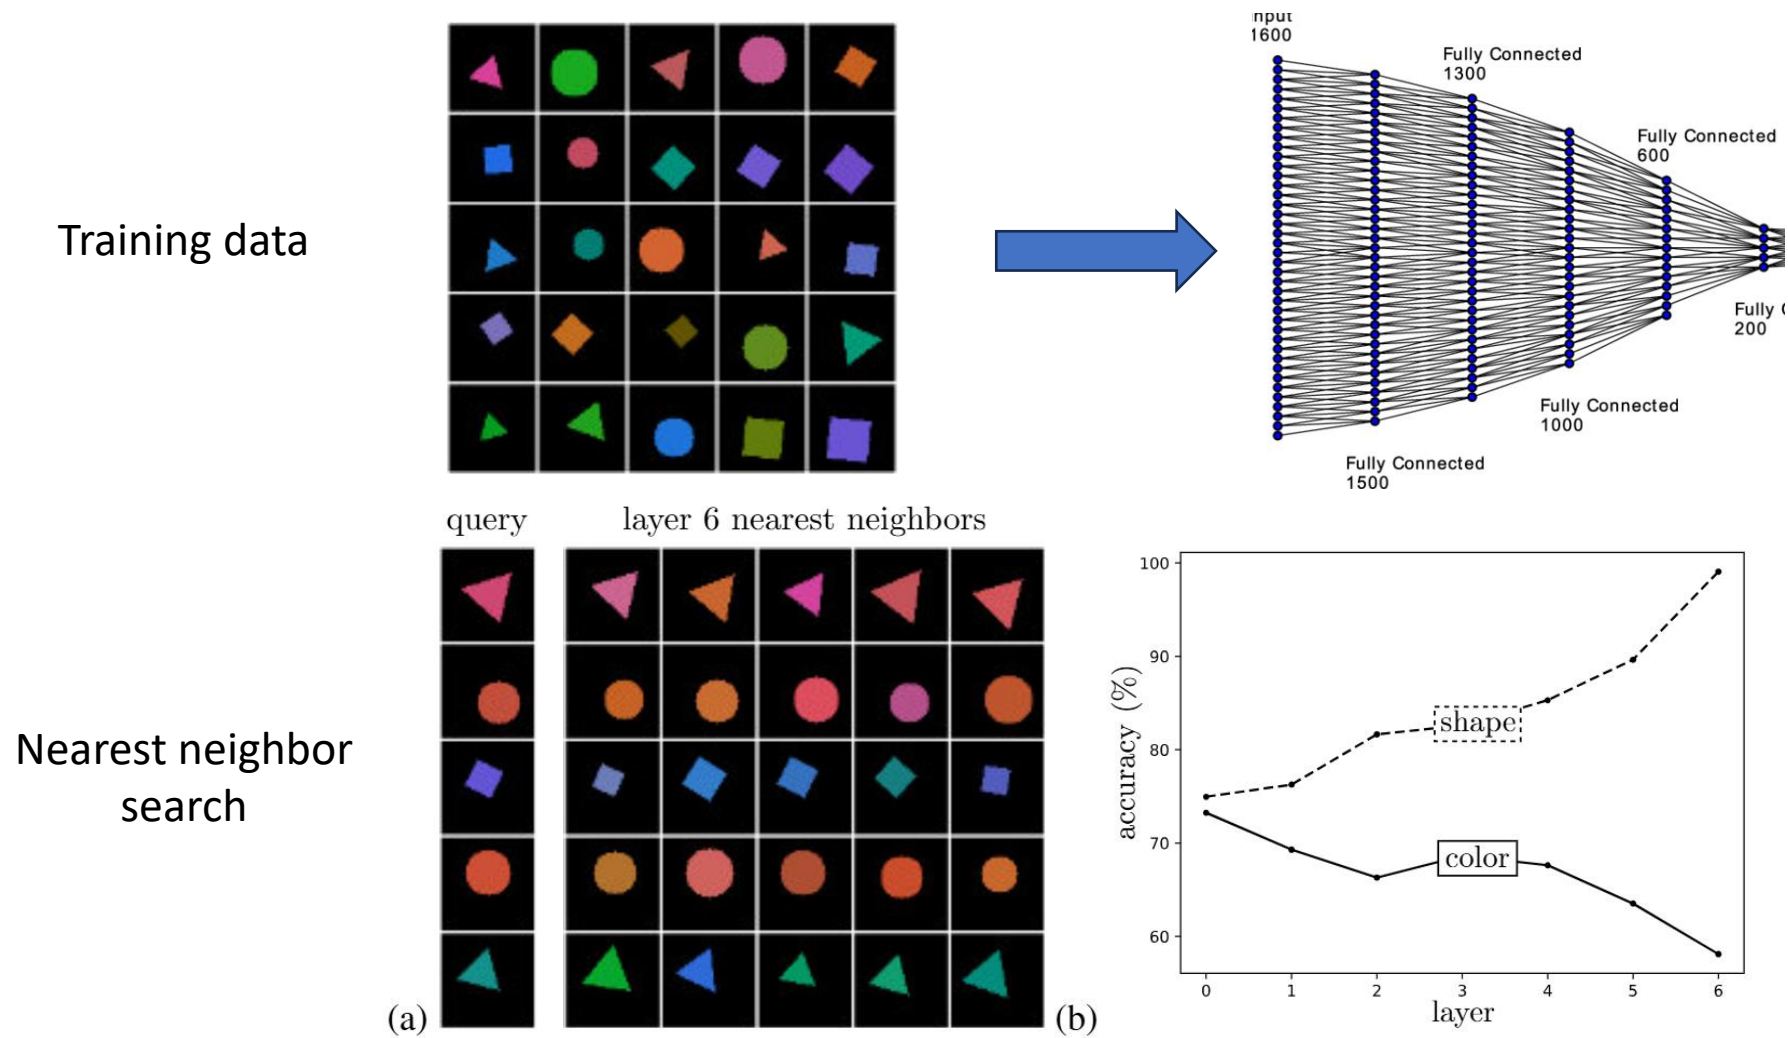 nput
1600
Fully Connected
1300
Fully Connected
600
Training data
Fully C
200
Fully Connected
1000
Fully Connected
1500
query
layer 6 nearest neighbors
Nearest neighbor
search
(a)
(b)
accuracy (%)
100
90
80
70
60
shape
color
0 1 2 3 4 5 6
layer